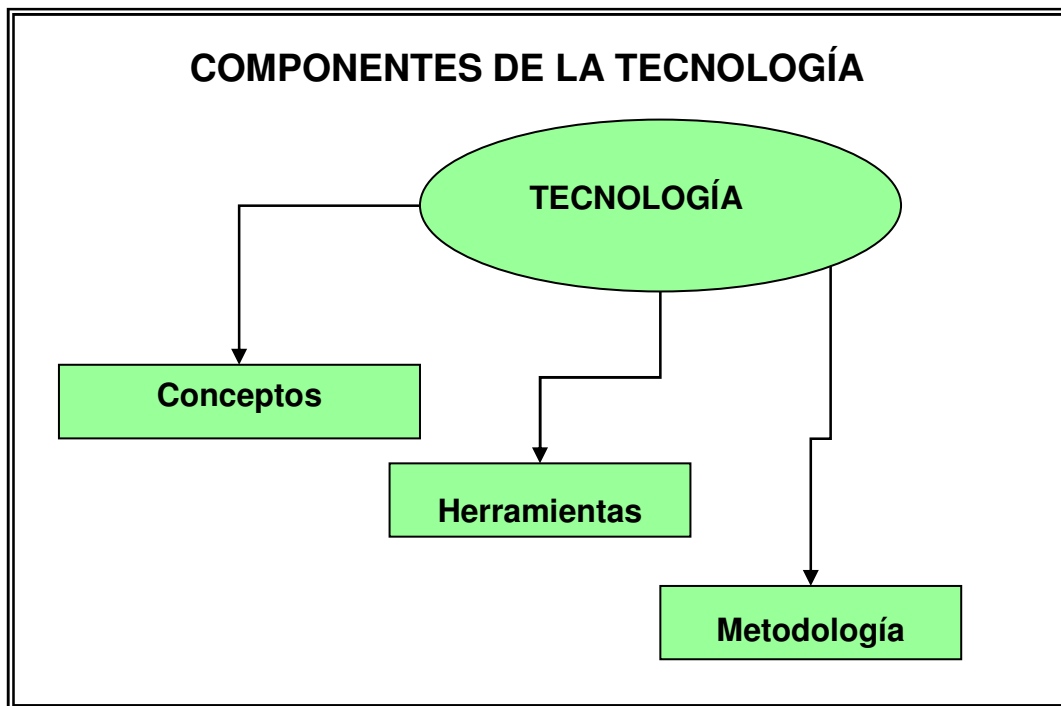 COMPONENTES DE LA TECNOLOGÍA
TECNOLOGÍA
Conceptos
Herramientas
Metodología